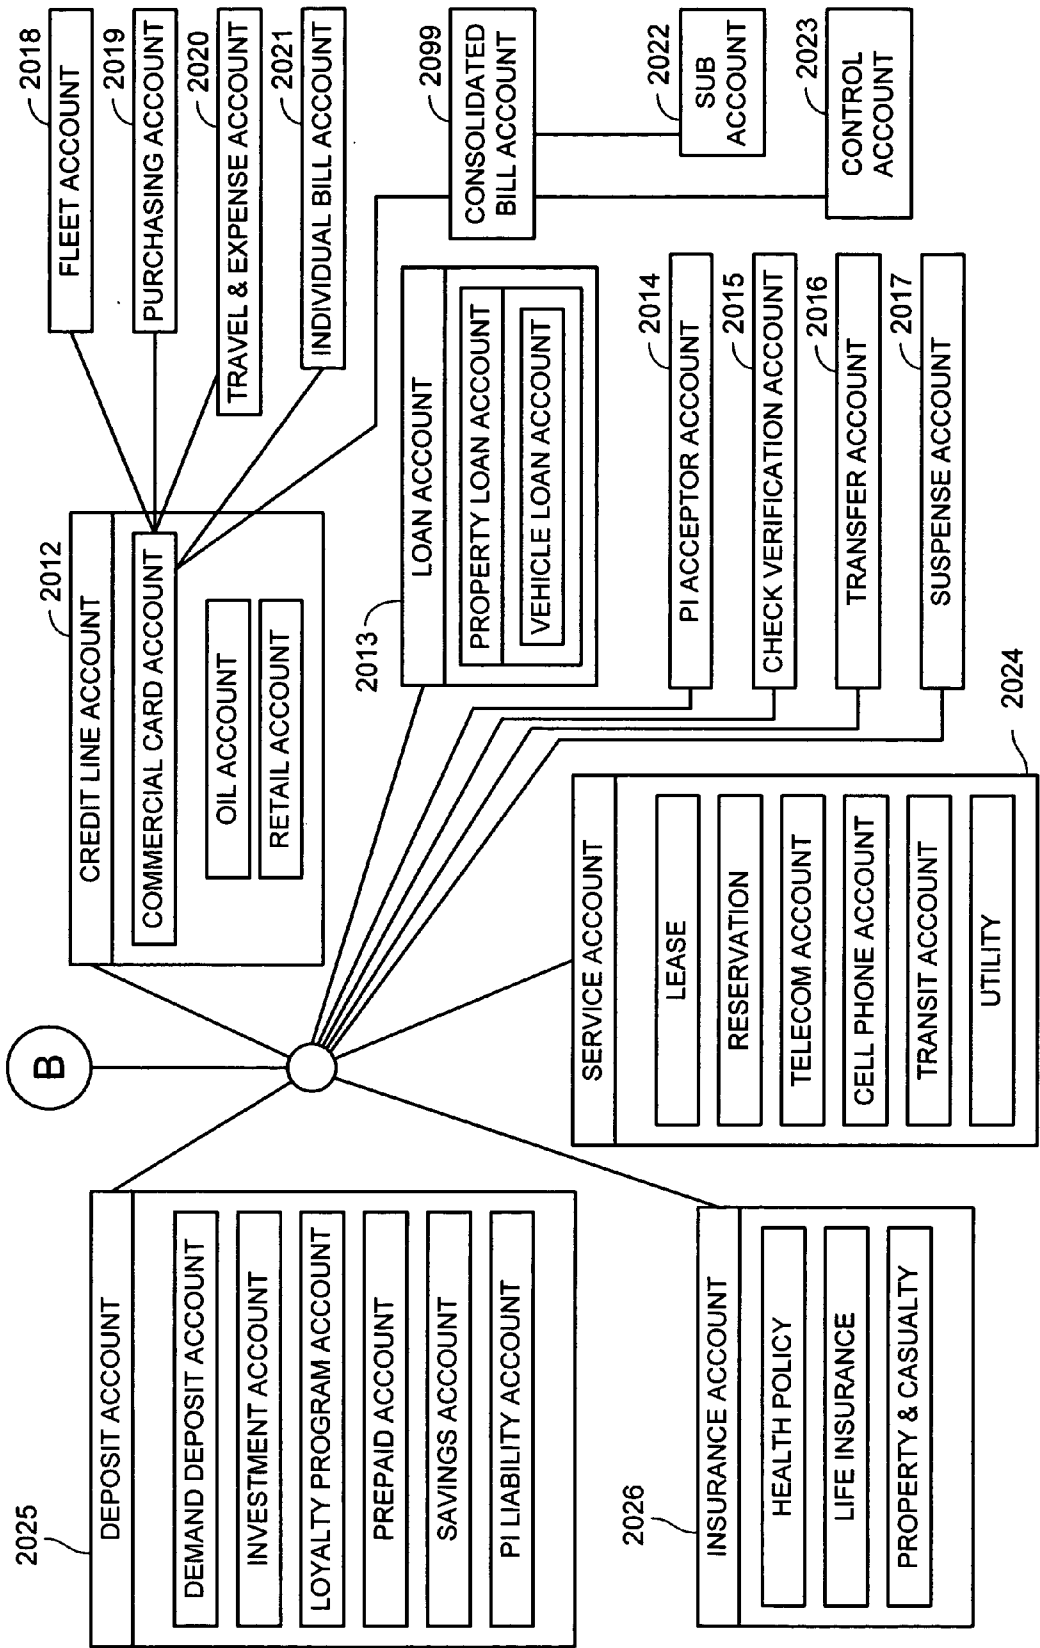 B
2025
DEPOSIT ACCOUNT
DEMAND DEPOSIT ACCOUNT
INVESTMENT ACCOUNT
LOYALTY PROGRAM ACCOUNT
PREPAID ACCOUNT
SAVINGS ACCOUNT
PI LIABILITY ACCOUNT
2026
INSURANCE ACCOUNT
HEALTH POLICY
LIFE INSURANCE
PROPERTY & CASUALTY
SERVICE ACCOUNT
LEASE
RESERVATION
TELECOM ACCOUNT
CELL PHONE ACCOUNT
TRANSIT ACCOUNT
UTILITY
2024
2012
CREDIT LINE ACCOUNT
COMMERCIAL CARD ACCOUNT
OIL ACCOUNT
RETAIL ACCOUNT
2013
LOAN ACCOUNT
PROPERTY LOAN ACCOUNT
VEHICLE LOAN ACCOUNT
2014
PI ACCEPTOR ACCOUNT
2015
CHECK VERIFICATION ACCOUNT
2016
TRANSFER ACCOUNT
2017
SUSPENSE ACCOUNT
2018
FLEET ACCOUNT
2019
PURCHASING ACCOUNT
2020
TRAVEL & EXPENSE ACCOUNT
2021
INDIVIDUAL BILL ACCOUNT
2099
CONSOLIDATED
BILL ACCOUNT
2022
SUB
ACCOUNT
2023
CONTROL
ACCOUNT